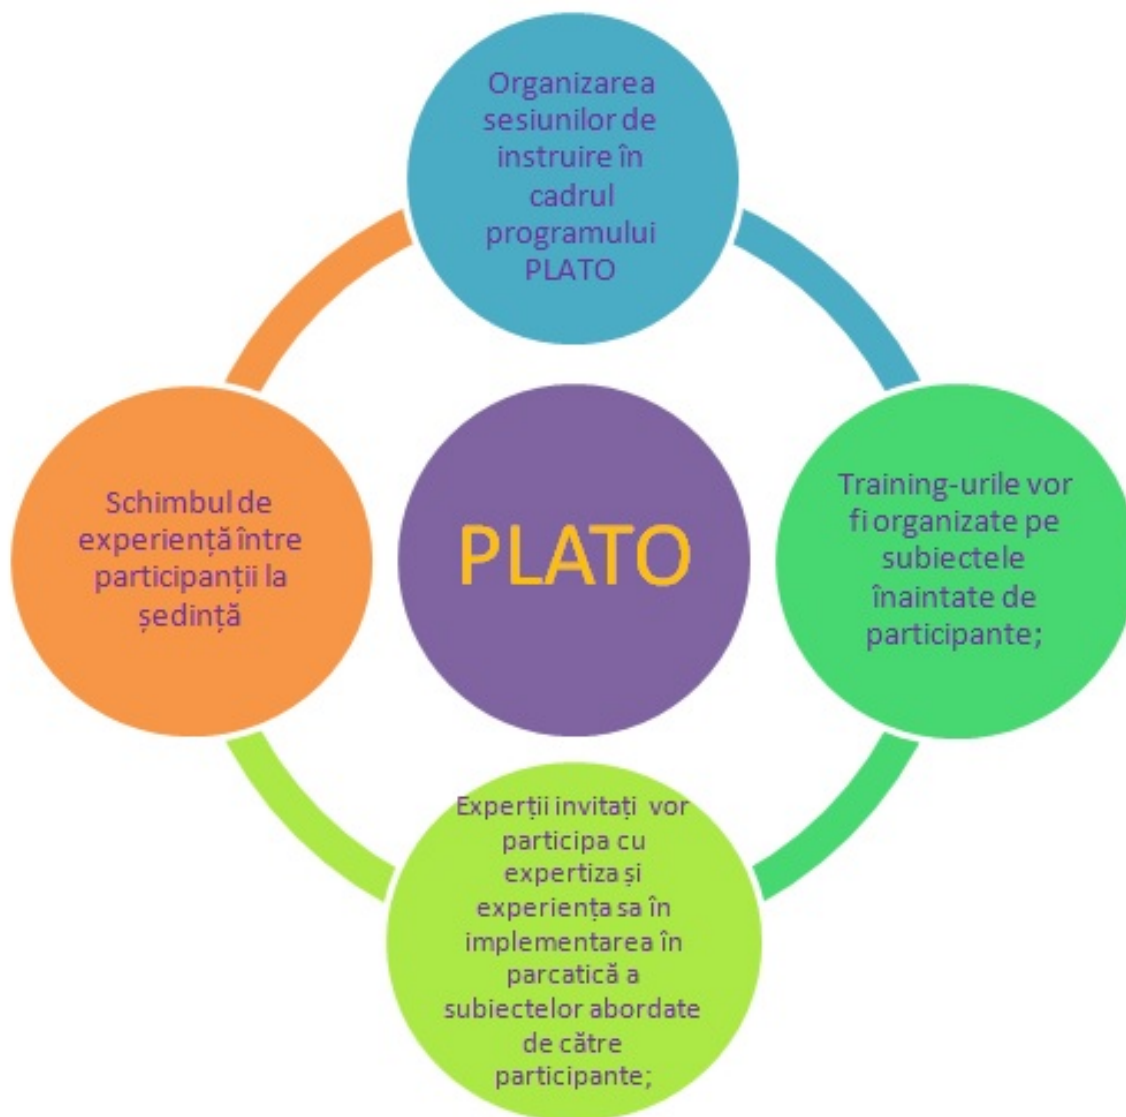 Organizarea
sesiunilor de
instruire în
cadrul
programului
PLATO
Schimbul de
experiență între
participanții la
ședință
PLATO
Training-urile vor
fi organizate pe
subiectele
înaintate de
participante;
Experții invitați vor
participa cu
expertiza și
experiența sa în
implementarea în
parcatică a
subiectelor abordate
de către
participante;